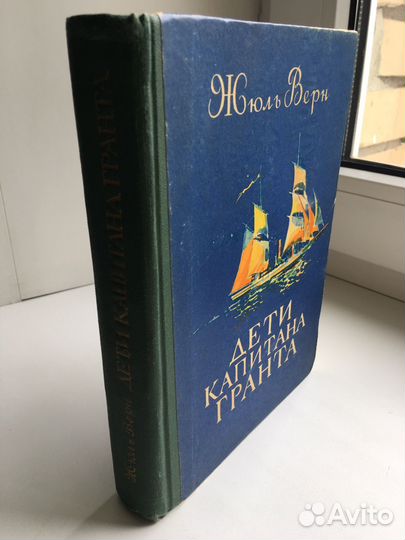 Жюль Верн
ДЕТИ
КАПИТАНА
ГРАНТА
Жюль Верн ДЕТИ КАПИТАНА ГРАНТА
Avito